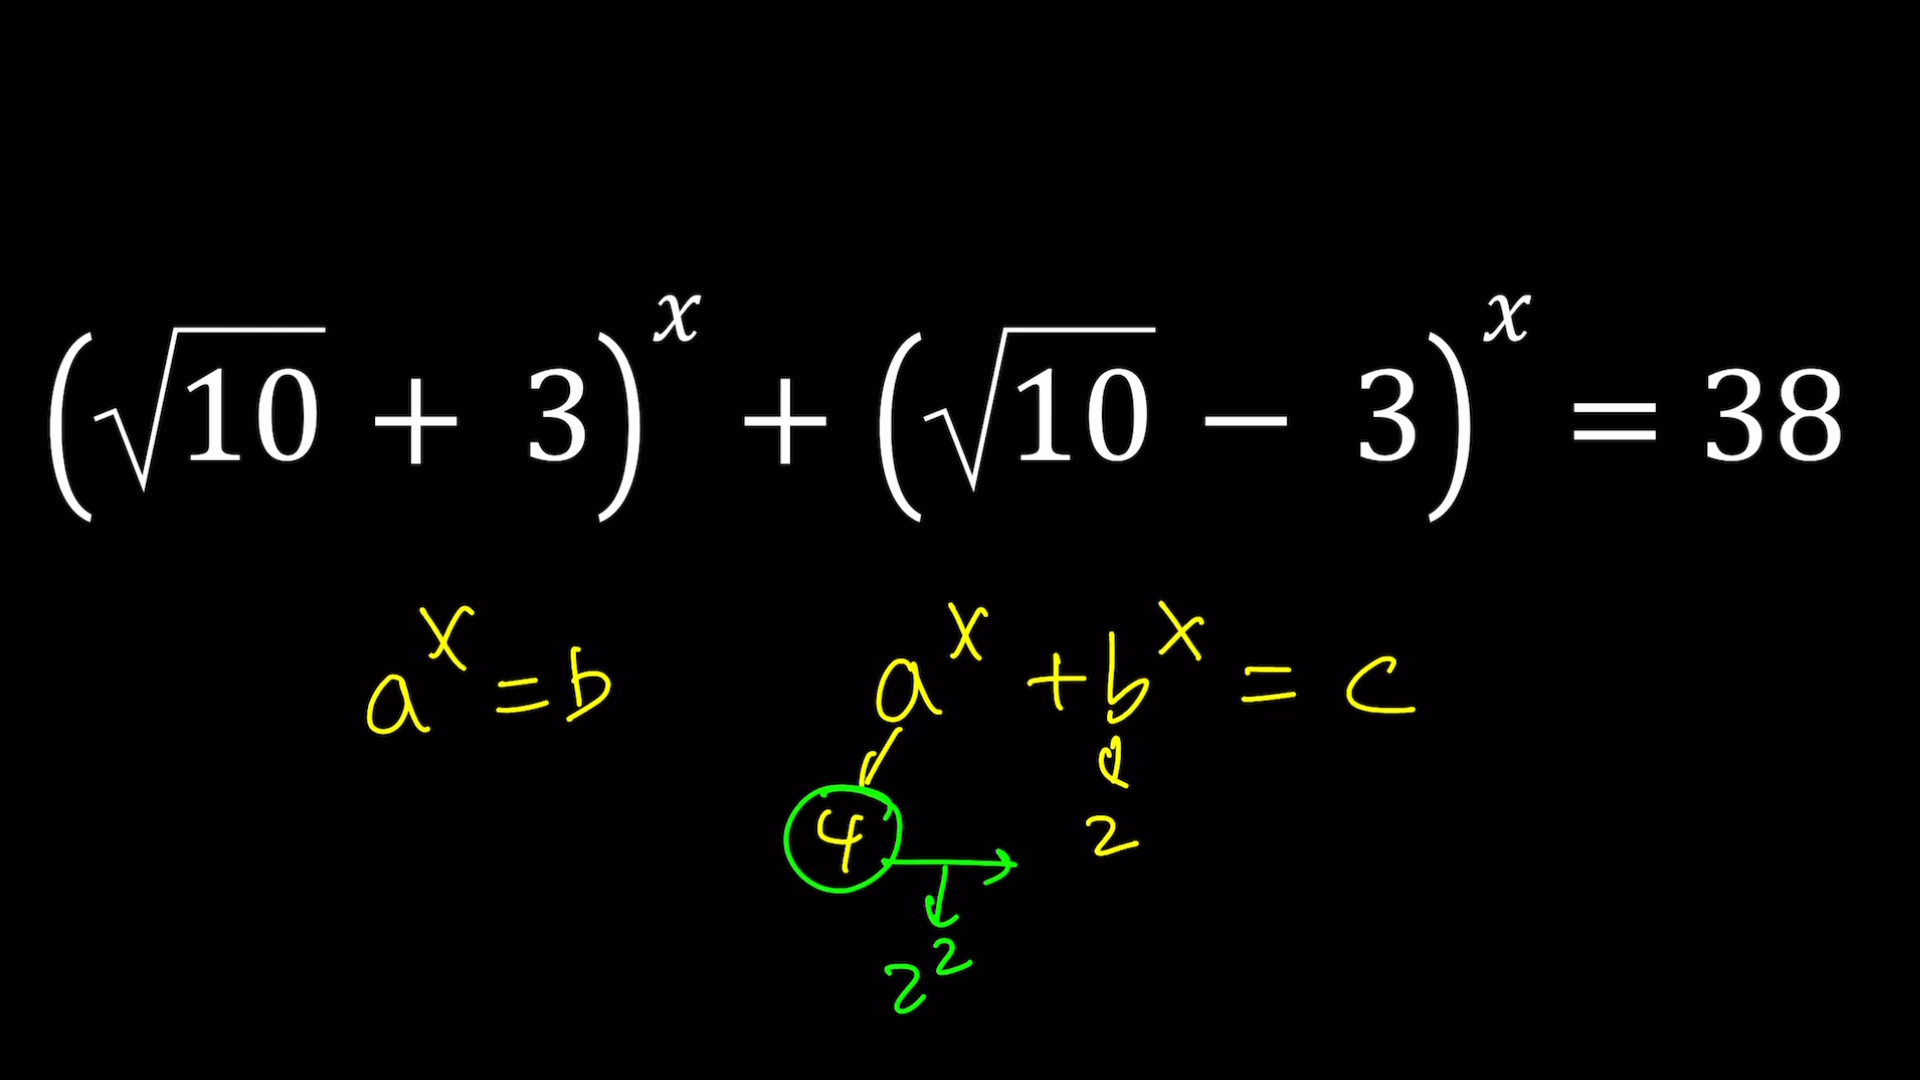 (√10 + 3)^x + (√10 − 3)^x = 38
a^x = b    a^x + b^x = c
4    2
2^2